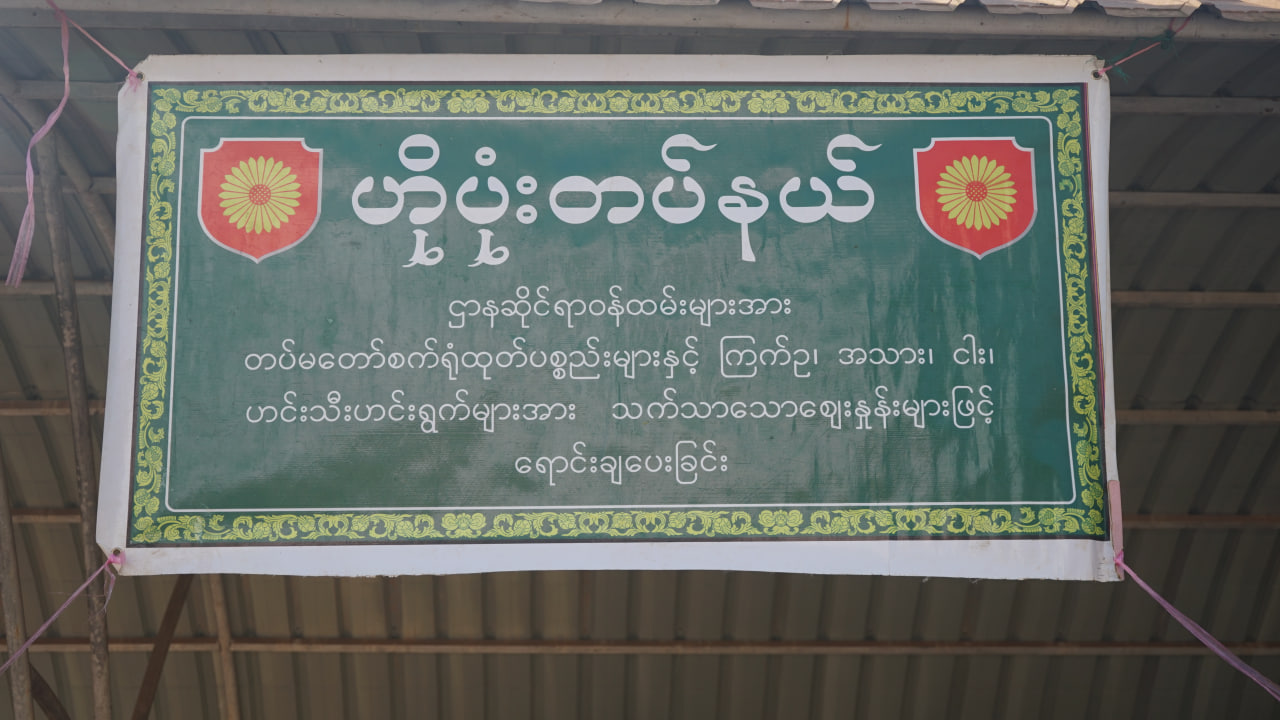 ဟိုပုံးတပ်နယ်
ဌာနဆိုင်ရာဝန်ထမ်းများအား
တပ်မတော်စက်ရုံထုတ်ပစ္စည်းများနှင့် ကြက်ဥ၊ အသား၊ ငါး၊
ဟင်းသီးဟင်းရွက်များအား သက်သာသောဈေးနှုန်းများဖြင့်
ရောင်းချပေးခြင်း